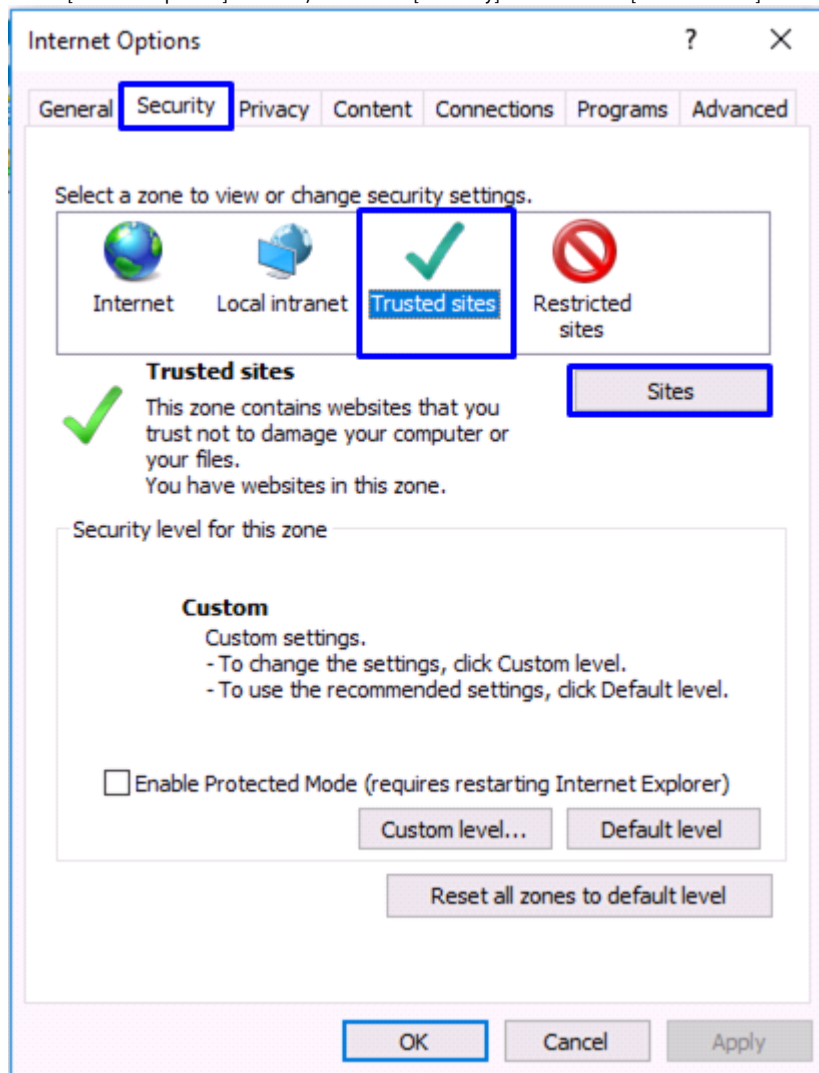 Internet Options ? ×
General Security Privacy Content Connections Programs Advanced
Select a zone to view or change security settings.
Internet Local intranet Trusted sites Restricted
sites
Trusted sites
Sites
This zone contains websites that you
trust not to damage your computer or
your files.
You have websites in this zone.
Security level for this zone
Custom
Custom settings.
- To change the settings, click Custom level.
- To use the recommended settings, click Default level.
Enable Protected Mode (requires restarting Internet Explorer)
Custom level... Default level
Reset all zones to default level
OK Cancel Apply